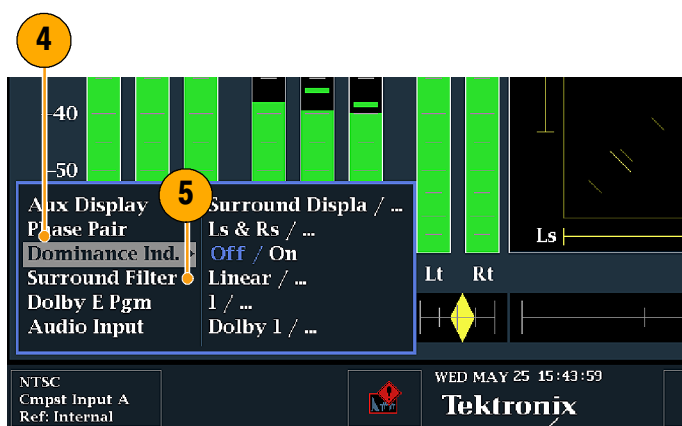 4
-40
-50
5
Aux Display Surround Displa / ...
Phase Pair Ls & Rs / ...
Dominance Ind. Off / On
Surround Filter Linear / ...
Dolby E Pgm 1 / ...
Audio Input Dolby 1 / ...
Ls
Lt Rt
NTSC
Cmpst Input A
Ref: Internal
WED MAY 25 15:43:59
Tektronix